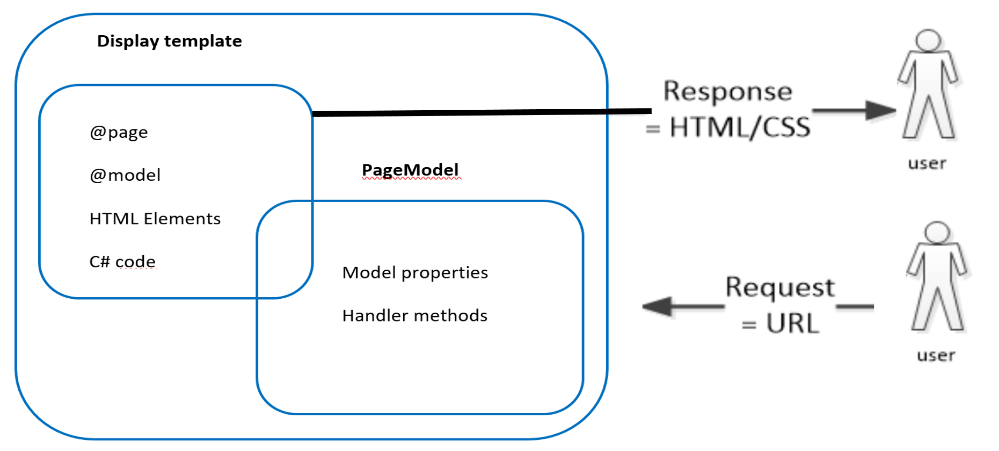 Display template
@page
@model
HTML Elements
C# code
PageModel
Model properties
Handler methods
Response
= HTML/CSS
user
Request
= URL
user